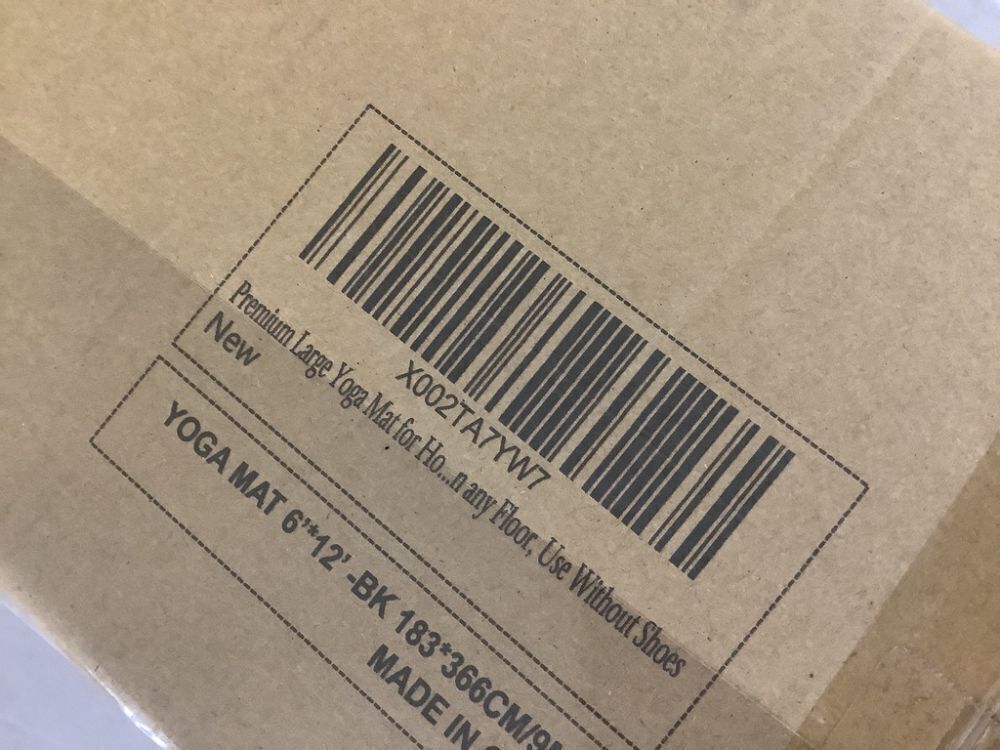 X002TA7YW7
Premium Large Yoga Mat for Ho...n any Floor, Use Without Shoes
New
YOGA MAT 6'*12'-BK 183*366CM/9
MADE IN